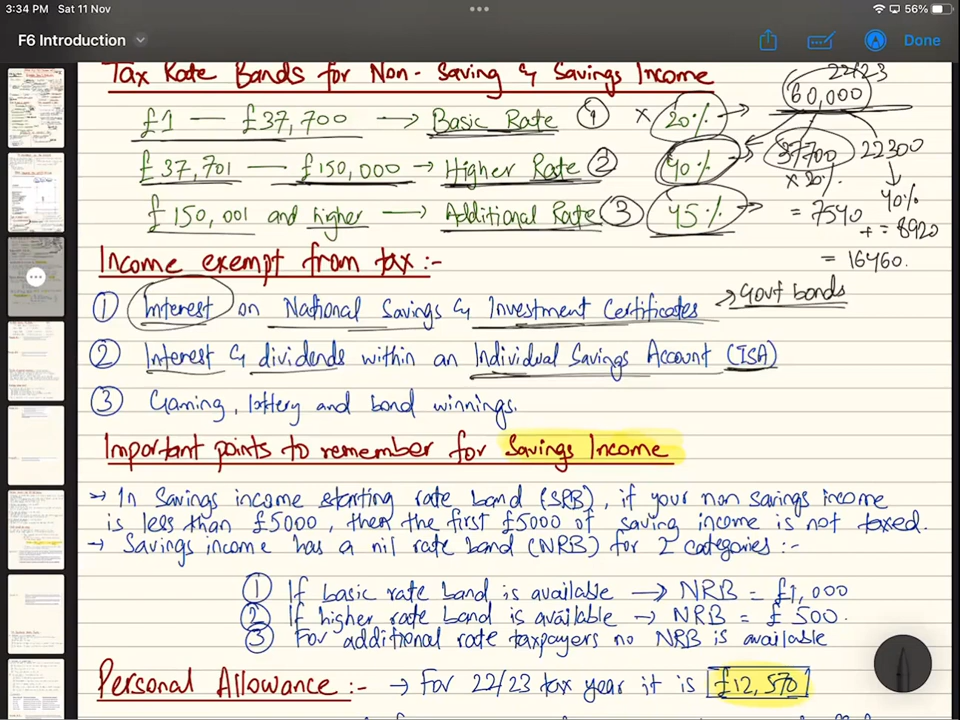 3:34 PM Sat 11 Nov
56%
F6 Introduction
Done
Tax Rate Bands for Non-Saving & Savings Income
22/23
60,000
£1 — £37,700 → Basic Rate ① × 20% →
£37,701 — £150,000 → Higher Rate ② 40% →
37700 22300
× 20% 40%
£150,001 and higher → Additional Rate ③ 45% →
= 7540 + = 8920
= 16460.
Income exempt from tax :-
① Interest on National Savings & Investment Certificates → Govt bonds
② Interest & dividends within an Individual Savings Account (ISA)
③ Gaming, lottery and bond winnings.
Important points to remember for Savings Income
→ In Savings income starting rate band (SRB), if your non savings income
is less than £5000, then the first £5000 of saving income is not taxed.
→ Savings income has a nil rate band (NRB) for 2 categories :-
① If basic rate band is available → NRB = £1,000
② If higher rate band is available → NRB = £500.
③ For additional rate taxpayers no NRB is available
Personal Allowance :- → For 22/23 tax year it is £12,570